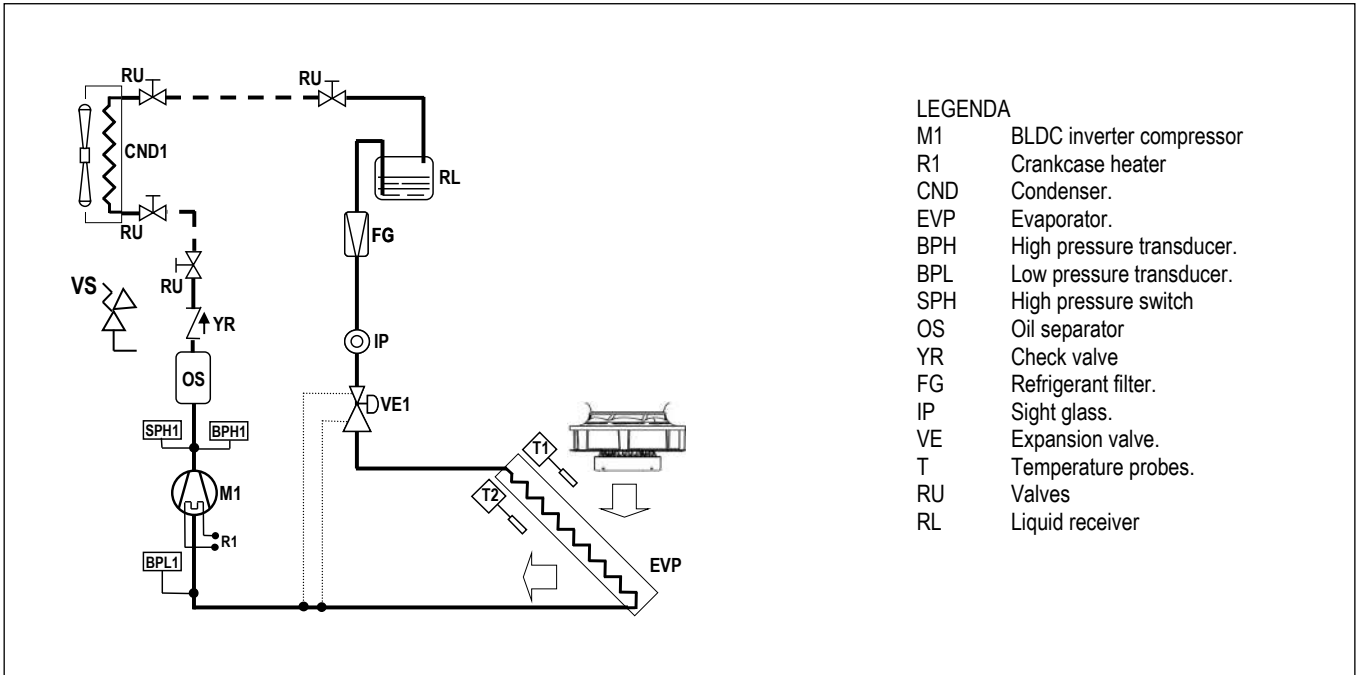 RU
RU
CND1
RL
RU
FG
VS
RU
YR
IP
OS
VE1
SPH1
BPH1
T1
T2
M1
R1
BPL1
EVP
LEGENDA
M1 BLDC inverter compressor
R1 Crankcase heater
CND Condenser.
EVP Evaporator.
BPH High pressure transducer.
BPL Low pressure transducer.
SPH High pressure switch
OS Oil separator
YR Check valve
FG Refrigerant filter.
IP Sight glass.
VE Expansion valve.
T Temperature probes.
RU Valves
RL Liquid receiver